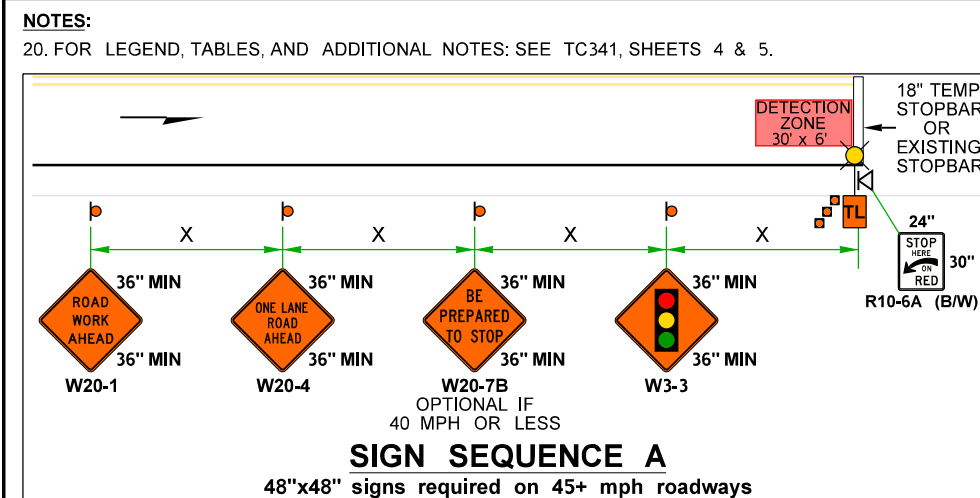 NOTES:
20. FOR LEGEND, TABLES, AND ADDITIONAL NOTES: SEE TC341, SHEETS 4 & 5.
DETECTION
ZONE
30' x 6'
18" TEMP
STOPBAR
OR
EXISTING
STOPBAR
TL
X
X
X
X
24"
STOP
HERE
ON
RED
30"
R10-6A (B/W)
ROAD
WORK
AHEAD
36" MIN
36" MIN
W20-1
ONE LANE
ROAD
AHEAD
36" MIN
36" MIN
W20-4
BE
PREPARED
TO STOP
36" MIN
36" MIN
W20-7B
OPTIONAL IF
40 MPH OR LESS
36" MIN
36" MIN
W3-3
SIGN SEQUENCE A
48"x48" signs required on 45+ mph roadways